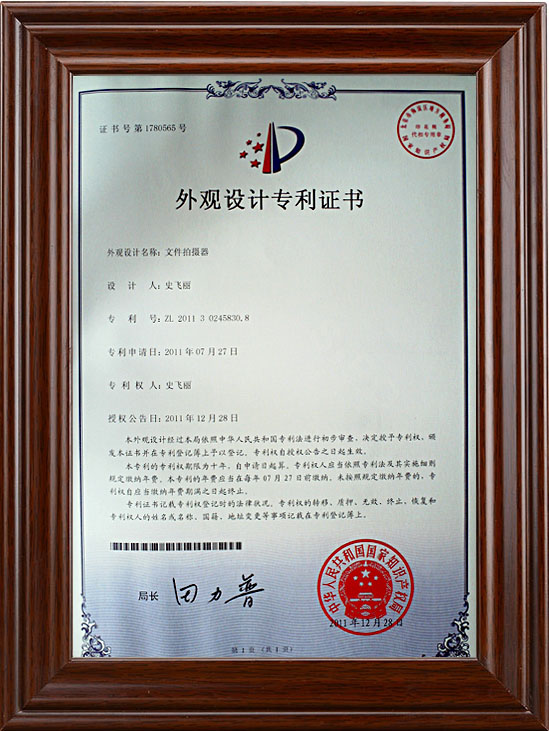 证书号第1780565号
印花税
代扣专用章
外观设计专利证书
外观设计名称：文件拍摄器
设计人：史飞丽
专利号：ZL 2011 3 0245830.8
专利申请日：2011年07月27日
专利权人：史飞丽
授权公告日：2011年12月28日
本外观设计经过本局依照中华人民共和国专利法进行初步审查，决定授予专利权，颁
发本证书并在专利登记簿上予以登记。专利权自授权公告之日起生效。
本专利的专利权期限为十年，自申请日起算。专利权人应当依照专利法及其实施细则
规定缴纳年费。本专利的年费应当在每年07月27日前缴纳。未按照规定缴纳年费的，专
利权自应当缴纳年费期满之日起终止。
专利证书记载专利权登记时的法律状况。专利权的转移、质押、无效、终止、恢复和
专利权人的姓名或名称、国籍、地址变更等事项记载在专利登记簿上。
局长 田力普
中华人民共和国国家知识产权局
2011年12月28日
第1页（共1页）